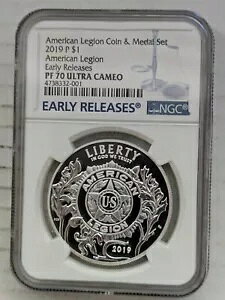 American Legion Coin & Medal Set
2019 P $1
American Legion
Early Releases
PF 70 ULTRA CAMEO
4738332-001
EARLY RELEASES®
NGC®
LIBERTY
IN GOD WE TRUST
AMERICAN
U.S
LEGION
2019